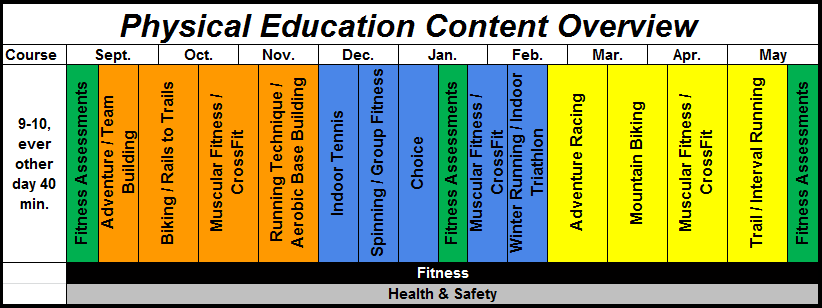 Physical Education Content Overview
Course Sept. Oct. Nov. Dec. Jan. Feb. Mar. Apr. May
9-10,
ever
other
day 40
min.
Fitness Assessments
Adventure / Team
Building
Biking / Rails to Trails
Muscular Fitness /
CrossFit
Running Technique /
Aerobic Base Building
Indoor Tennis
Spinning / Group Fitness
Choice
Fitness Assessments
Muscular Fitness /
CrossFit
Winter Running / Indoor
Triathlon
Adventure Racing
Mountain Biking
Muscular Fitness /
CrossFit
Trail / Interval Running
Fitness Assessments
Fitness
Health & Safety